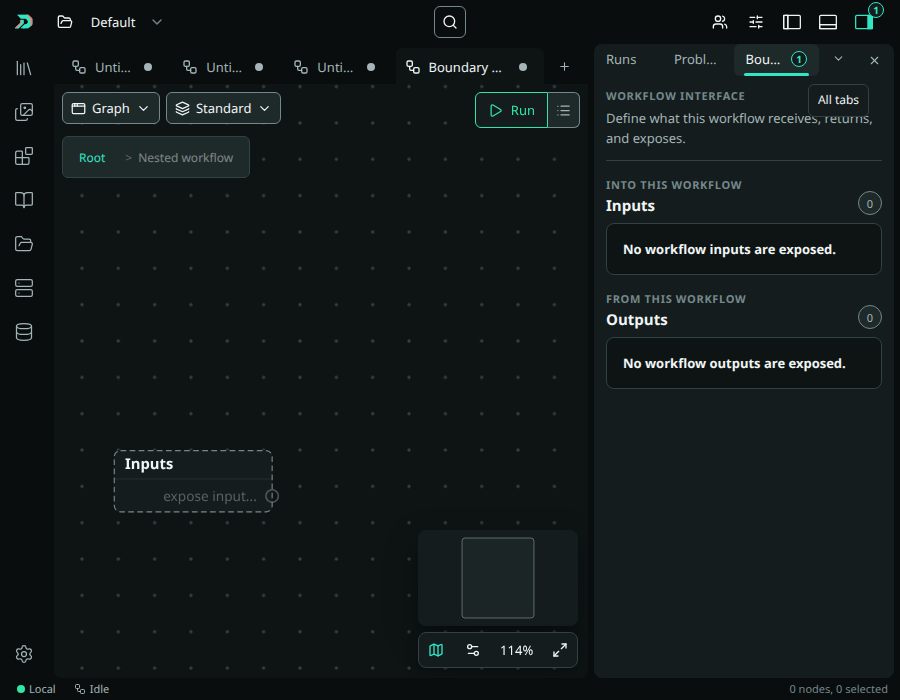 Default
1
Unti...
Unti...
Unti...
Boundary ...
Graph
Standard
Run
Root > Nested workflow
Inputs
expose input...
114%
Runs
Probl...
Bou... 1
All tabs
WORKFLOW INTERFACE
Define what this workflow receives, returns,
and exposes.
INTO THIS WORKFLOW
Inputs
0
No workflow inputs are exposed.
FROM THIS WORKFLOW
Outputs
0
No workflow outputs are exposed.
Local
Idle
0 nodes, 0 selected